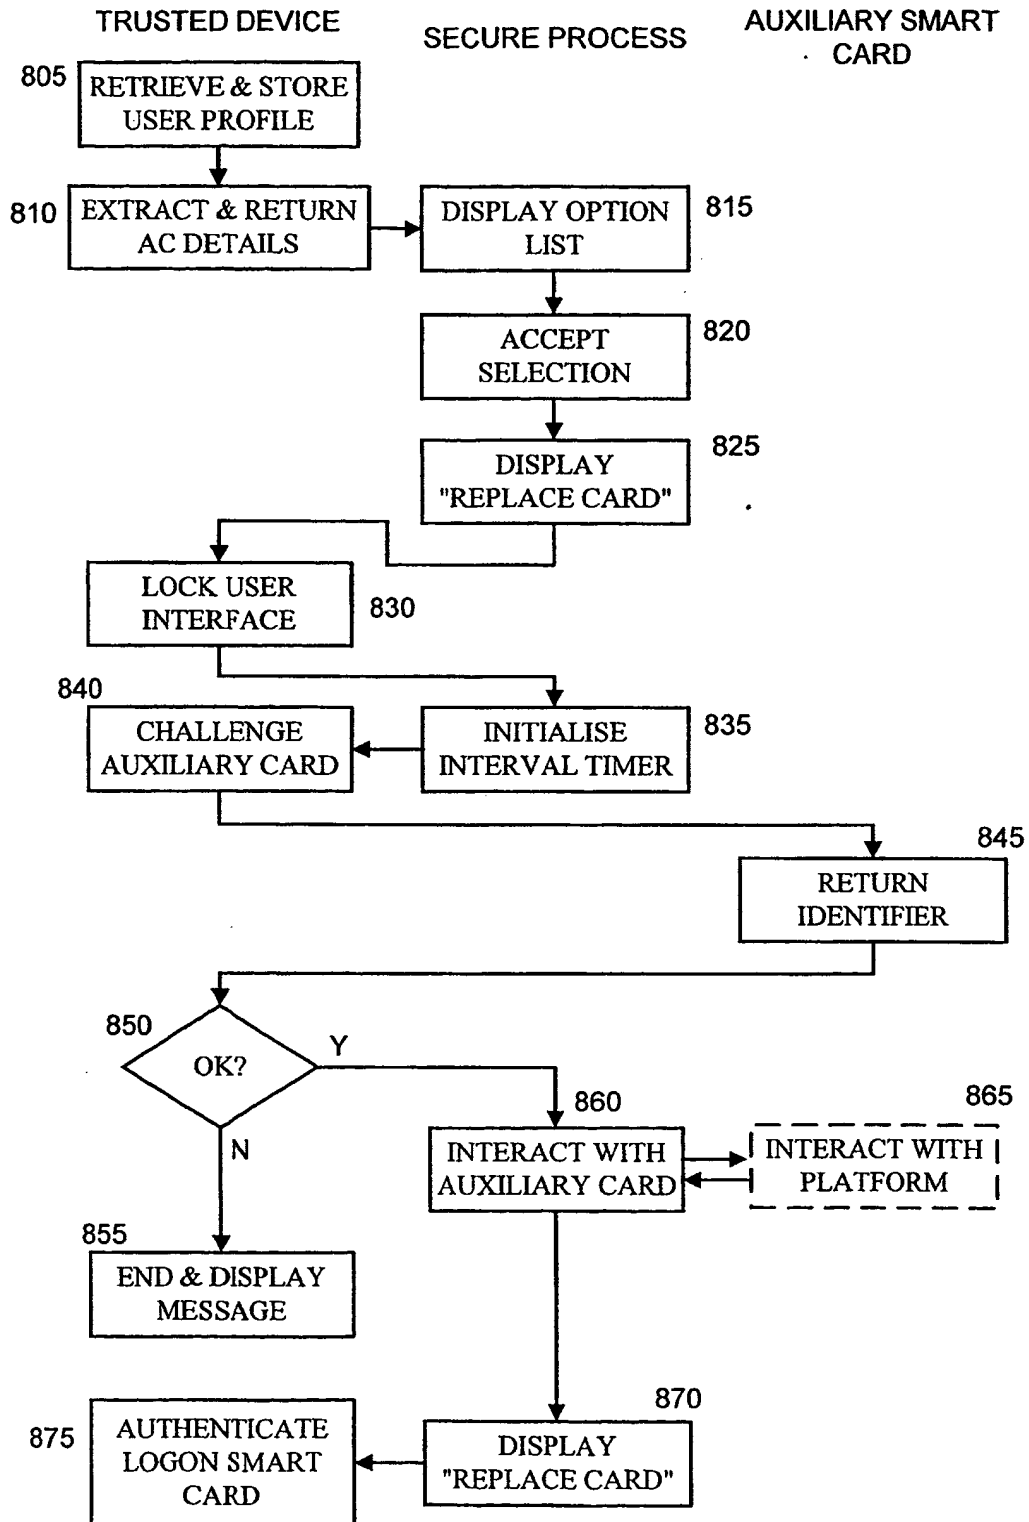 TRUSTED DEVICE
SECURE PROCESS
AUXILIARY SMART
CARD
805
RETRIEVE & STORE
USER PROFILE
810
EXTRACT & RETURN
AC DETAILS
DISPLAY OPTION
LIST
815
ACCEPT
SELECTION
820
DISPLAY
"REPLACE CARD"
825
LOCK USER
INTERFACE
830
840
CHALLENGE
AUXILIARY CARD
INITIALISE
INTERVAL TIMER
835
845
RETURN
IDENTIFIER
850
OK?
Y
N
860
INTERACT WITH
AUXILIARY CARD
865
INTERACT WITH
PLATFORM
855
END & DISPLAY
MESSAGE
870
DISPLAY
"REPLACE CARD"
875
AUTHENTICATE
LOGON SMART
CARD